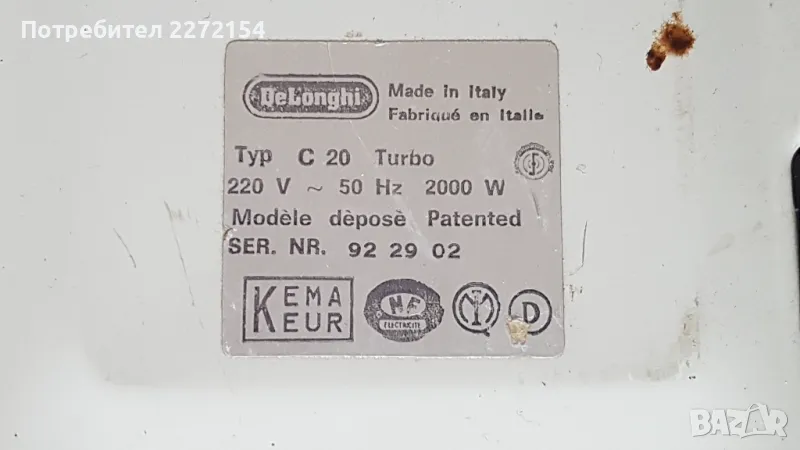 Потребител 2272154
DeLonghi
Made in Italy
Fabriqué en Italie
Typ C 20 Turbo
220 V ~ 50 Hz 2000 W
Modèle dèposè Patented
SER. NR. 92 29 02
KEMA
KEUR
NF
ELECTRICITE
D
BAZAR